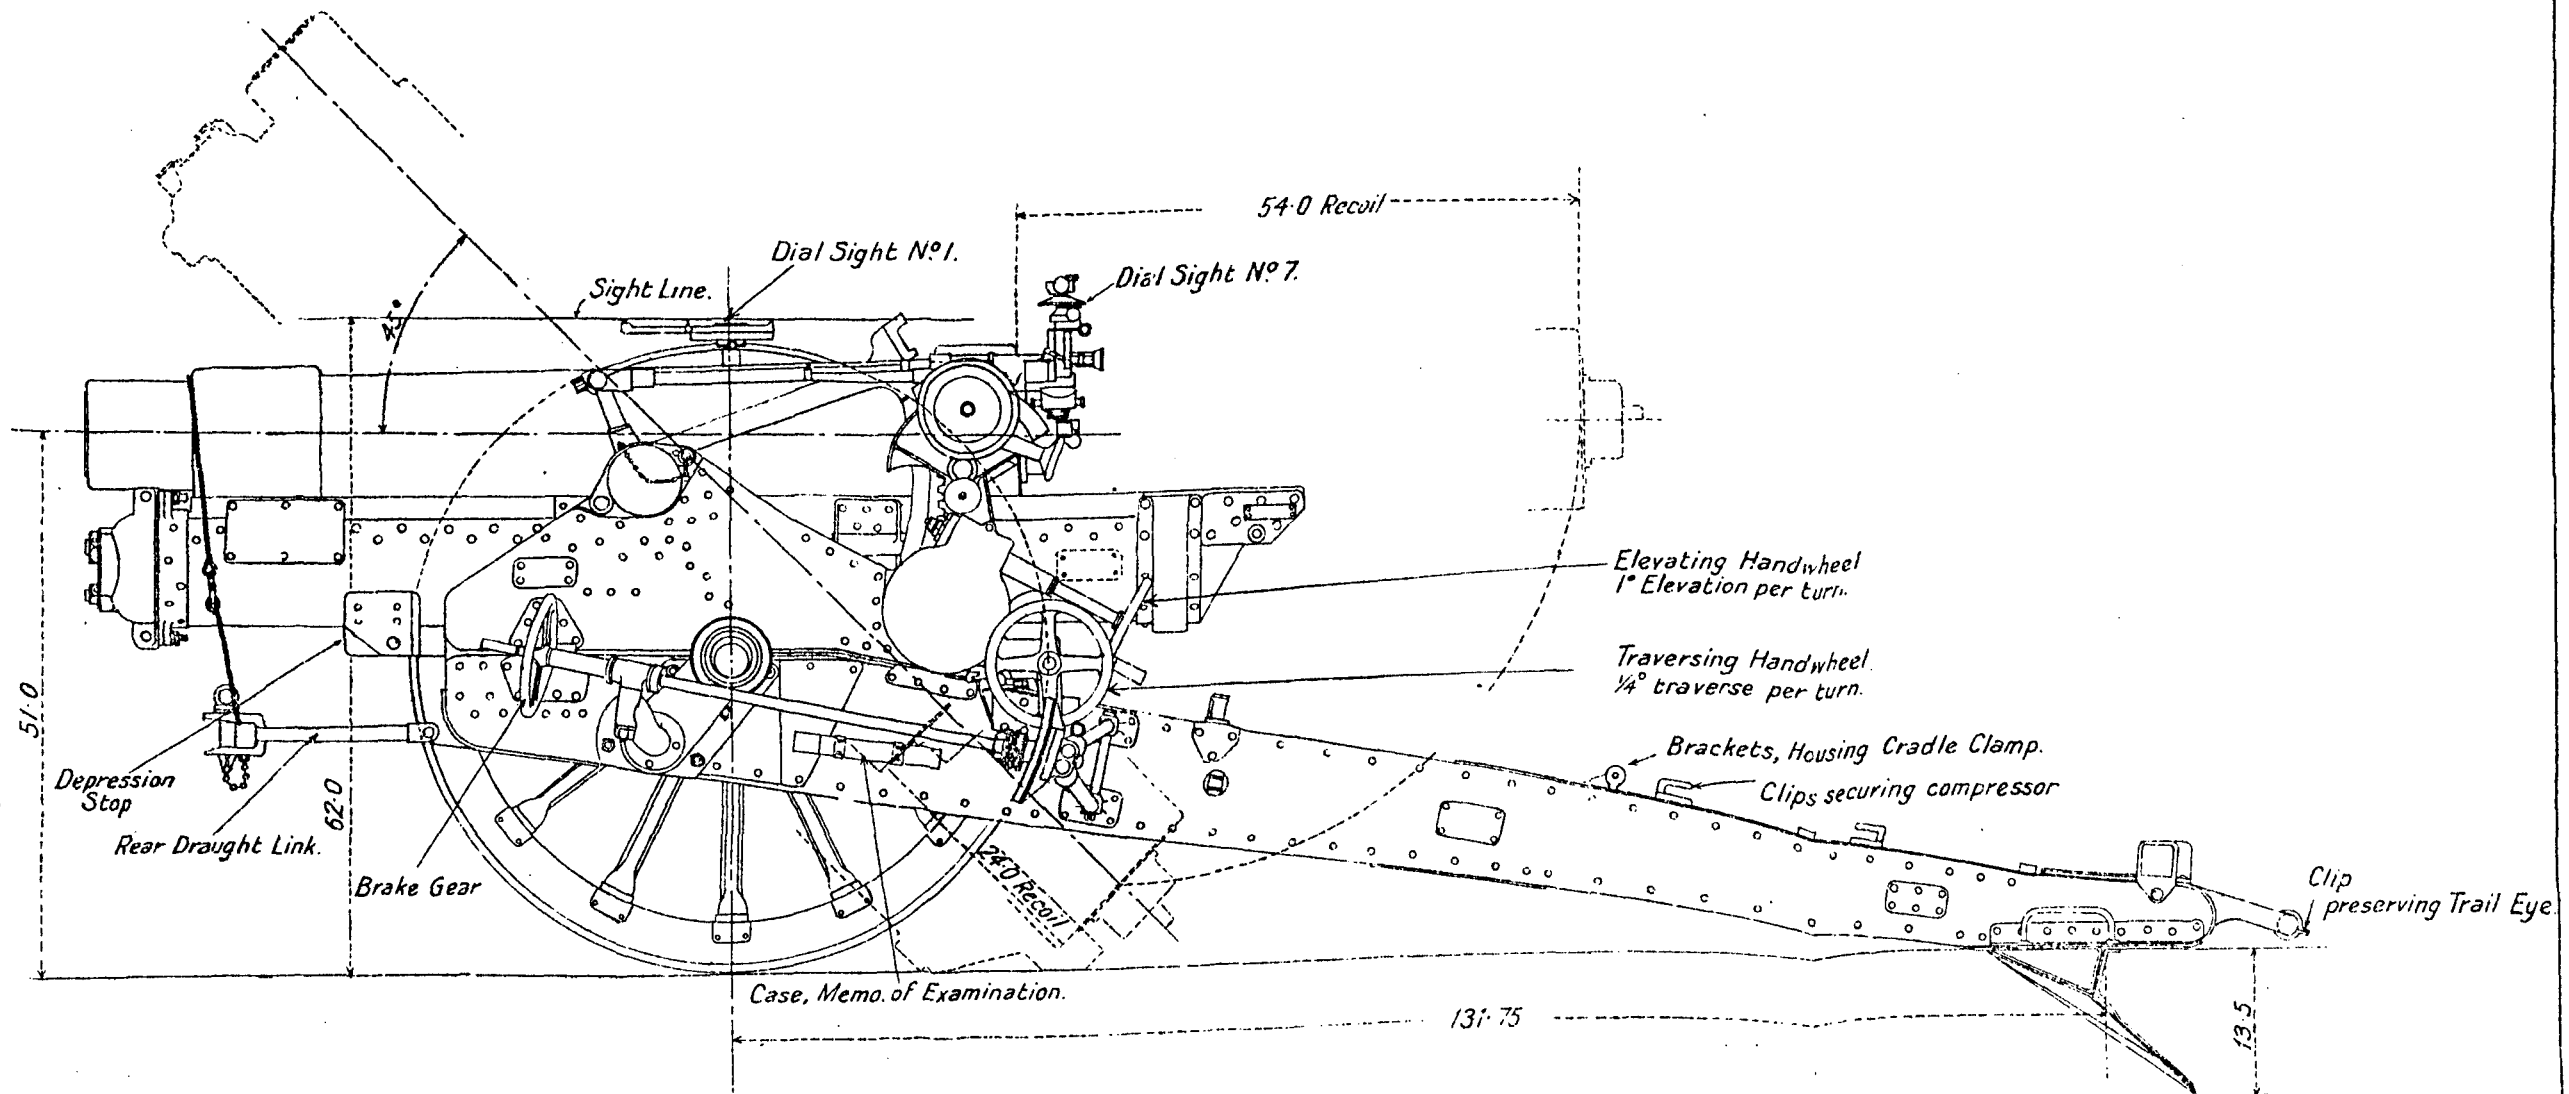 54·0 Recoil
Dial Sight Nº1.
Dial Sight Nº 7.
Sight Line.
45°
Elevating Handwheel
1° Elevation per turn.
Traversing Handwheel.
¼° traverse per turn.
51·0
62·0
Depression
Stop
Rear Draught Link.
Brake Gear
24·0 Recoil
Brackets, Housing Cradle Clamp.
Clips securing compressor
Clip
preserving Trail Eye
Case, Memo. of Examination.
131·75
13.5